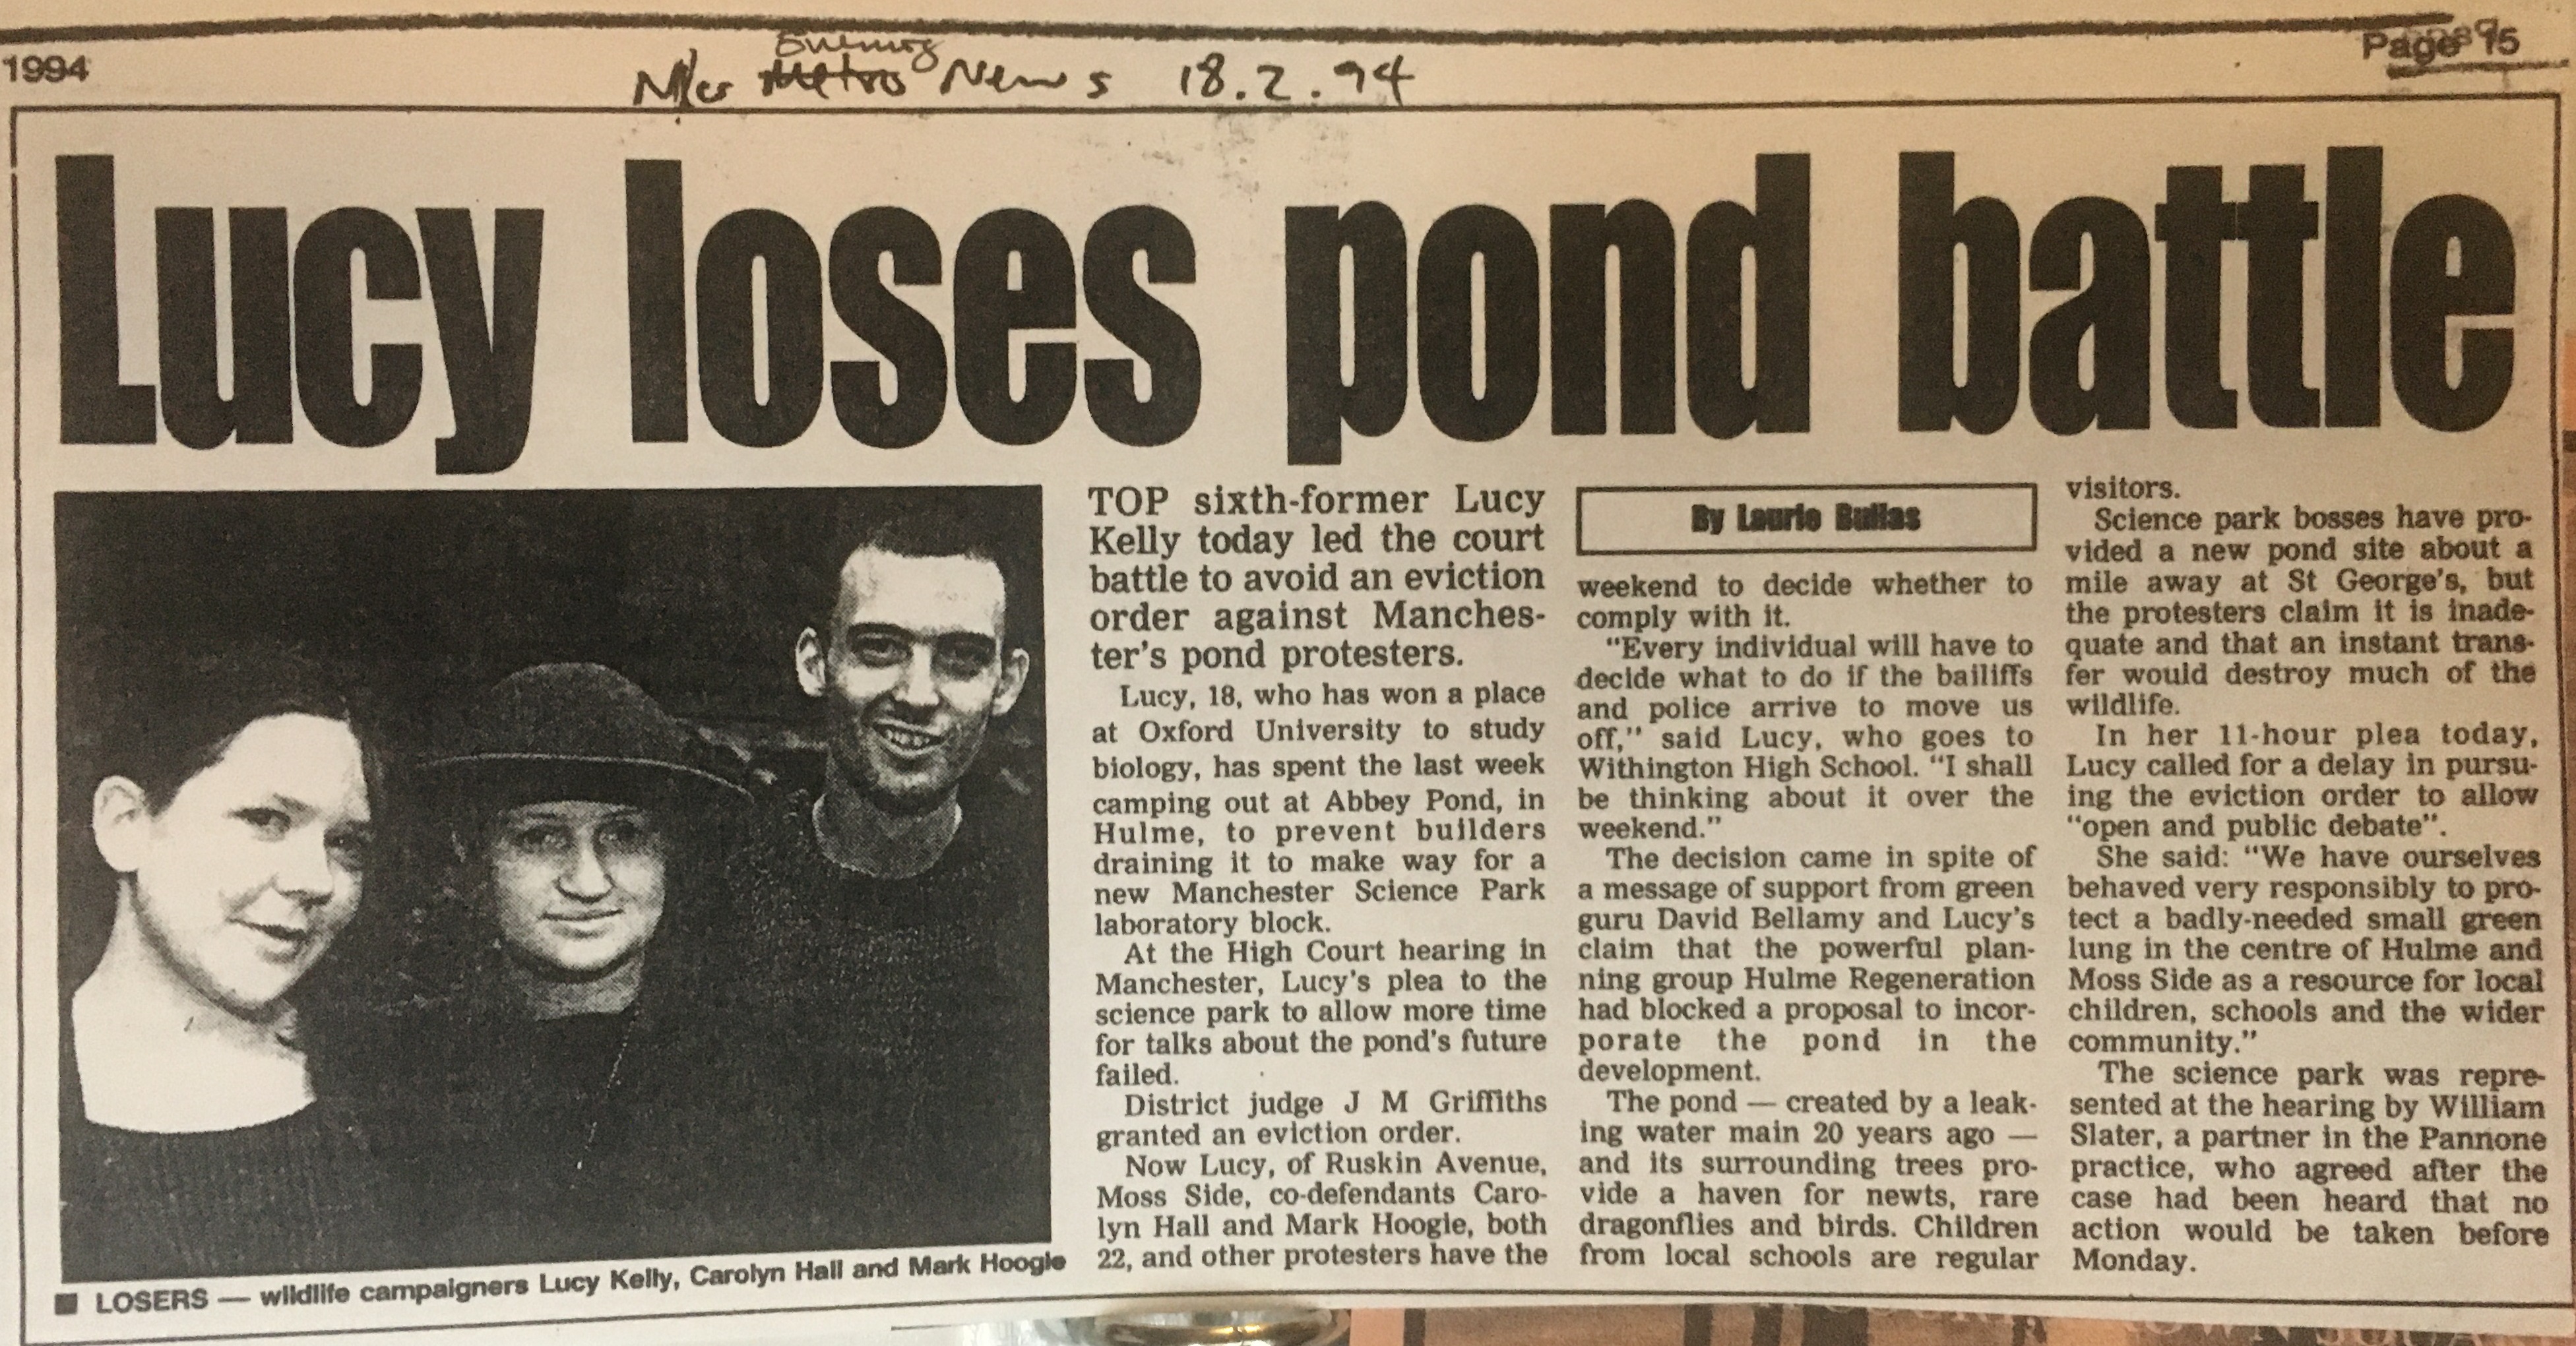 1994
Evening
M/cr Metro News 18.2.94
Page 15
Lucy loses pond battle
LOSERS — wildlife campaigners Lucy Kelly, Carolyn Hall and Mark Hoogie
TOP sixth-former Lucy
Kelly today led the court
battle to avoid an eviction
order against Manches-
ter's pond protesters.
Lucy, 18, who has won a place
at Oxford University to study
biology, has spent the last week
camping out at Abbey Pond, in
Hulme, to prevent builders
draining it to make way for a
new Manchester Science Park
laboratory block.
At the High Court hearing in
Manchester, Lucy's plea to the
science park to allow more time
for talks about the pond's future
failed.
District judge J M Griffiths
granted an eviction order.
Now Lucy, of Ruskin Avenue,
Moss Side, co-defendants Caro-
lyn Hall and Mark Hoogie, both
22, and other protesters have the
By Laurie Bullas
weekend to decide whether to
comply with it.
"Every individual will have to
decide what to do if the bailiffs
and police arrive to move us
off," said Lucy, who goes to
Withington High School. "I shall
be thinking about it over the
weekend."
The decision came in spite of
a message of support from green
guru David Bellamy and Lucy's
claim that the powerful plan-
ning group Hulme Regeneration
had blocked a proposal to incor-
porate the pond in the
development.
The pond — created by a leak-
ing water main 20 years ago —
and its surrounding trees pro-
vide a haven for newts, rare
dragonflies and birds. Children
from local schools are regular
visitors.
Science park bosses have pro-
vided a new pond site about a
mile away at St George's, but
the protesters claim it is inade-
quate and that an instant trans-
fer would destroy much of the
wildlife.
In her 11-hour plea today,
Lucy called for a delay in pursu-
ing the eviction order to allow
"open and public debate".
She said: "We have ourselves
behaved very responsibly to pro-
tect a badly-needed small green
lung in the centre of Hulme and
Moss Side as a resource for local
children, schools and the wider
community."
The science park was repre-
sented at the hearing by William
Slater, a partner in the Pannone
practice, who agreed after the
case had been heard that no
action would be taken before
Monday.